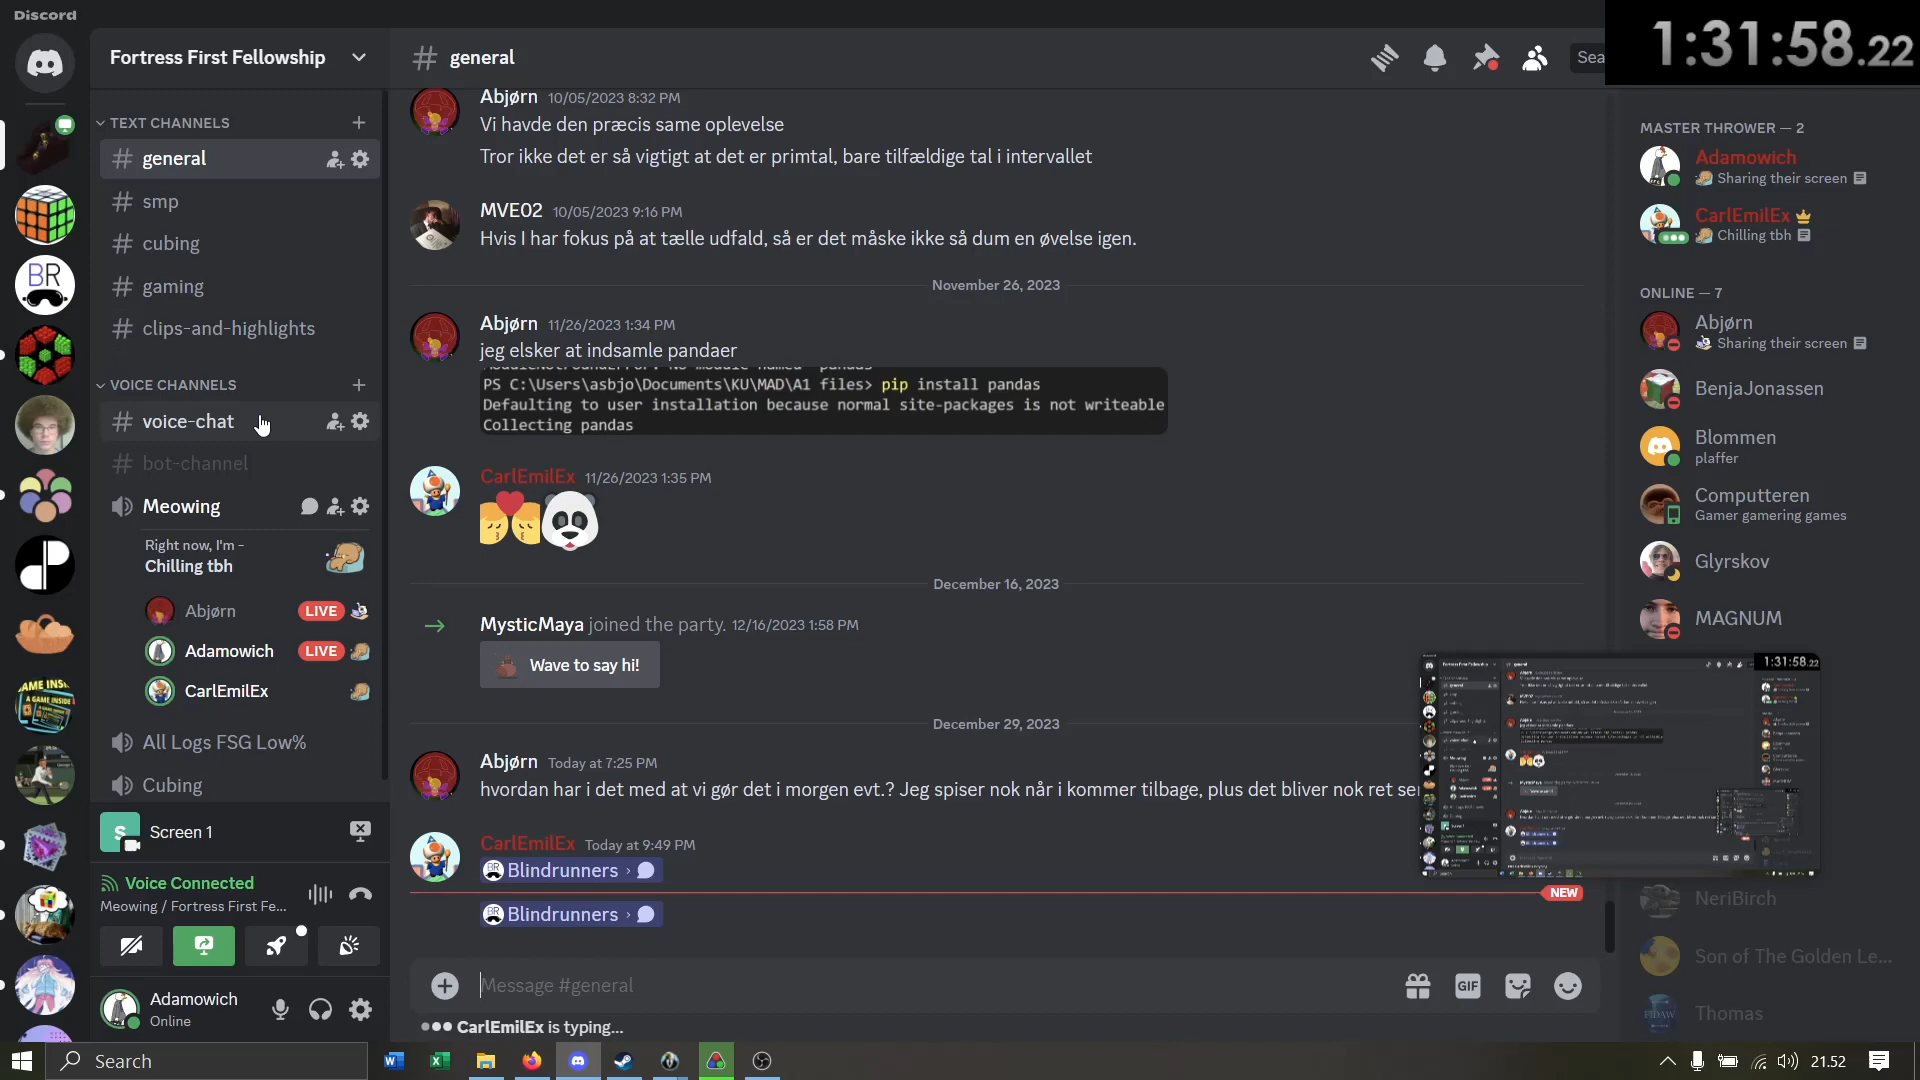 Discord
1:31:58.22
Fortress First Fellowship
# general
Sea
TEXT CHANNELS
# general
# smp
# cubing
# gaming
# clips-and-highlights
VOICE CHANNELS
# voice-chat
# bot-channel
Meowing
Right now, I'm –
Chilling tbh
Abjørn LIVE
Adamowich LIVE
CarlEmilEx
All Logs FSG Low%
Cubing
Screen 1
Voice Connected
Meowing / Fortress First Fe...
Adamowich
Online
BR
AME INSI
Abjørn 10/05/2023 8:32 PM
Vi havde den præcis same oplevelse
Tror ikke det er så vigtigt at det er primtal, bare tilfældige tal i intervallet
MVE02 10/05/2023 9:16 PM
Hvis I har fokus på at tælle udfald, så er det måske ikke så dum en øvelse igen.
November 26, 2023
Abjørn 11/26/2023 1:34 PM
jeg elsker at indsamle pandaer
PS C:\Users\asbjo\Documents\KU\MAD\A1 files> pip install pandas
Defaulting to user installation because normal site-packages is not writeable
Collecting pandas
CarlEmilEx 11/26/2023 1:35 PM
December 16, 2023
MysticMaya joined the party. 12/16/2023 1:58 PM
Wave to say hi!
December 29, 2023
Abjørn Today at 7:25 PM
hvordan har i det med at vi gør det i morgen evt.? Jeg spiser nok når i kommer tilbage, plus det bliver nok ret se
CarlEmilEx Today at 9:49 PM
BR Blindrunners ›
NEW
BR Blindrunners ›
Message #general
GIF
CarlEmilEx is typing...
MASTER THROWER — 2
Adamowich
Sharing their screen
CarlEmilEx
Chilling tbh
ONLINE — 7
Abjørn
Sharing their screen
BenjaJonassen
Blommen
plaffer
Computteren
Gamer gamering games
Glyrskov
MAGNUM
1:31:58.22
NeriBirch
Son of The Golden Le...
Thomas
Search
21.52